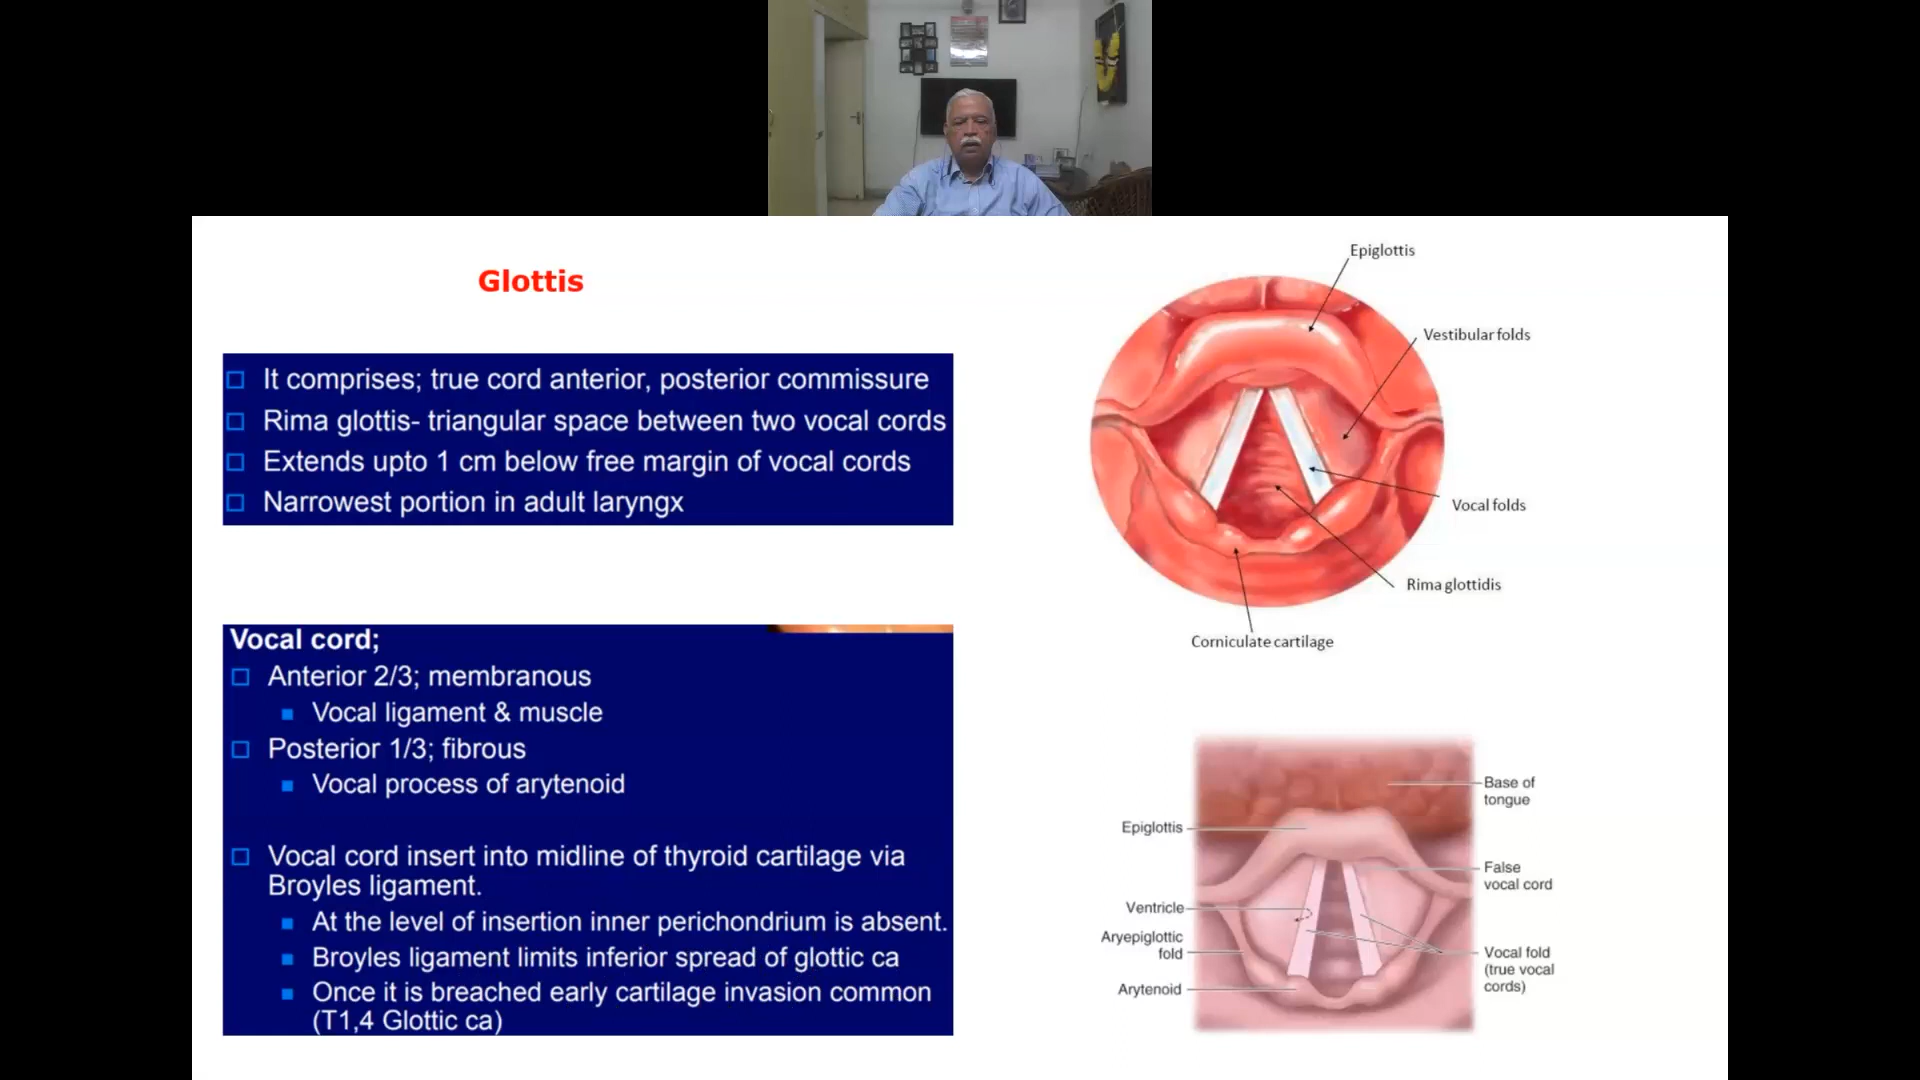 Glottis
It comprises; true cord anterior, posterior commissure
Rima glottis- triangular space between two vocal cords
Extends upto 1 cm below free margin of vocal cords
Narrowest portion in adult laryngx
Vocal cord;
Anterior 2/3; membranous
Vocal ligament & muscle
Posterior 1/3; fibrous
Vocal process of arytenoid
Vocal cord insert into midline of thyroid cartilage via
Broyles ligament.
At the level of insertion inner perichondrium is absent.
Broyles ligament limits inferior spread of glottic ca
Once it is breached early cartilage invasion common
(T1,4 Glottic ca)
Epiglottis
Vestibular folds
Vocal folds
Rima glottidis
Corniculate cartilage
Base of
tongue
Epiglottis
False
vocal cord
Ventricle
Aryepiglottic
fold
Vocal fold
(true vocal
cords)
Arytenoid